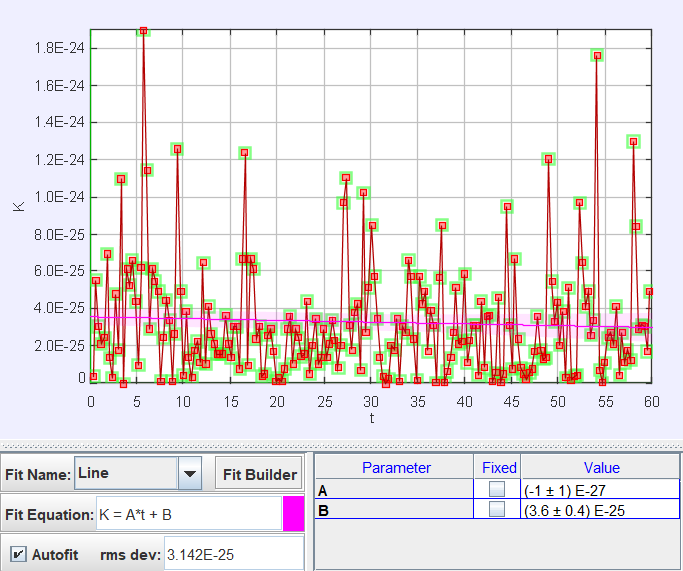 1.8E-24
1.6E-24
1.4E-24
1.2E-24
1.0E-24
8.0E-25
6.0E-25
4.0E-25
2.0E-25
0
K
0 5 10 15 20 25 30 35 40 45 50 55 60
t
Fit Name: Line Fit Builder
Fit Equation: K = A*t + B
Autofit rms dev: 3.142E-25
Parameter Fixed Value
A (-1 ± 1) E-27
B (3.6 ± 0.4) E-25